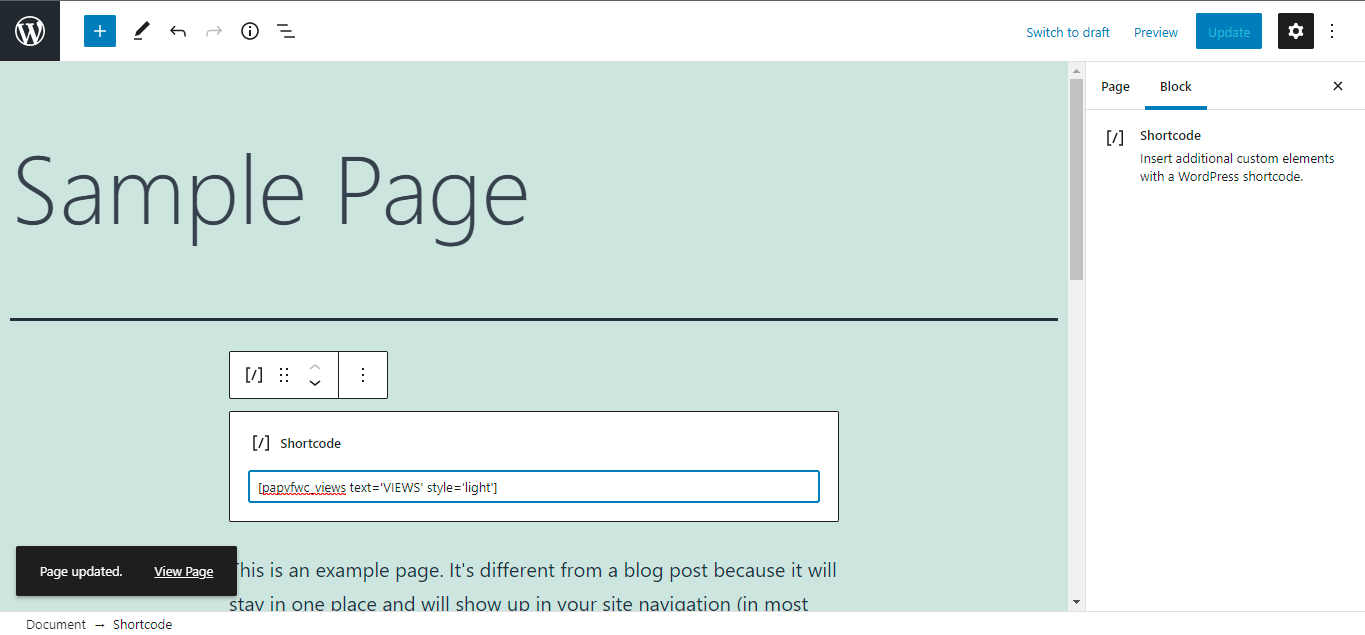 Switch to draft Preview Update
Page Block
Shortcode
Insert additional custom elements
with a WordPress shortcode.
Sample Page
[/]
[/] Shortcode
[papvfwc_views text='VIEWS' style='light']
This is an example page. It's different from a blog post because it will
stay in one place and will show up in your site navigation (in most
Page updated. View Page
Document → Shortcode